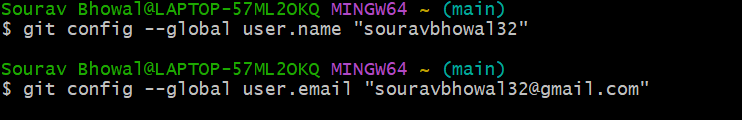 Sourav Bhowal@LAPTOP-57ML2OKQ MINGW64 ~ (main)
$ git config --global user.name "souravbhowal32"
Sourav Bhowal@LAPTOP-57ML2OKQ MINGW64 ~ (main)
$ git config --global user.email "souravbhowal32@gmail.com"